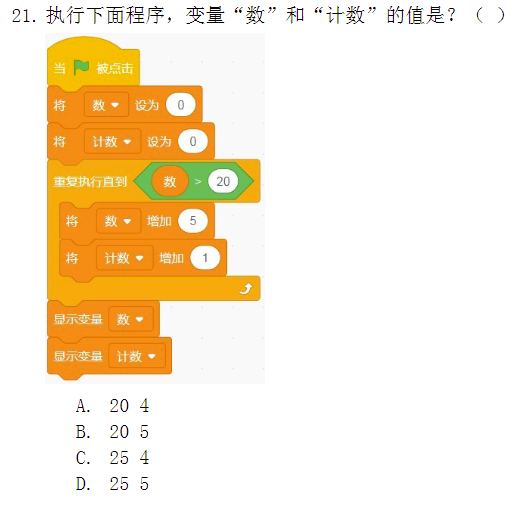 21. 执行下面程序，变量“数”和“计数”的值是？（ ）
当 被点击
将 数 设为 0
将 计数 设为 0
重复执行直到 数 > 20
将 数 增加 5
将 计数 增加 1
显示变量 数
显示变量 计数
A. 20 4
B. 20 5
C. 25 4
D. 25 5